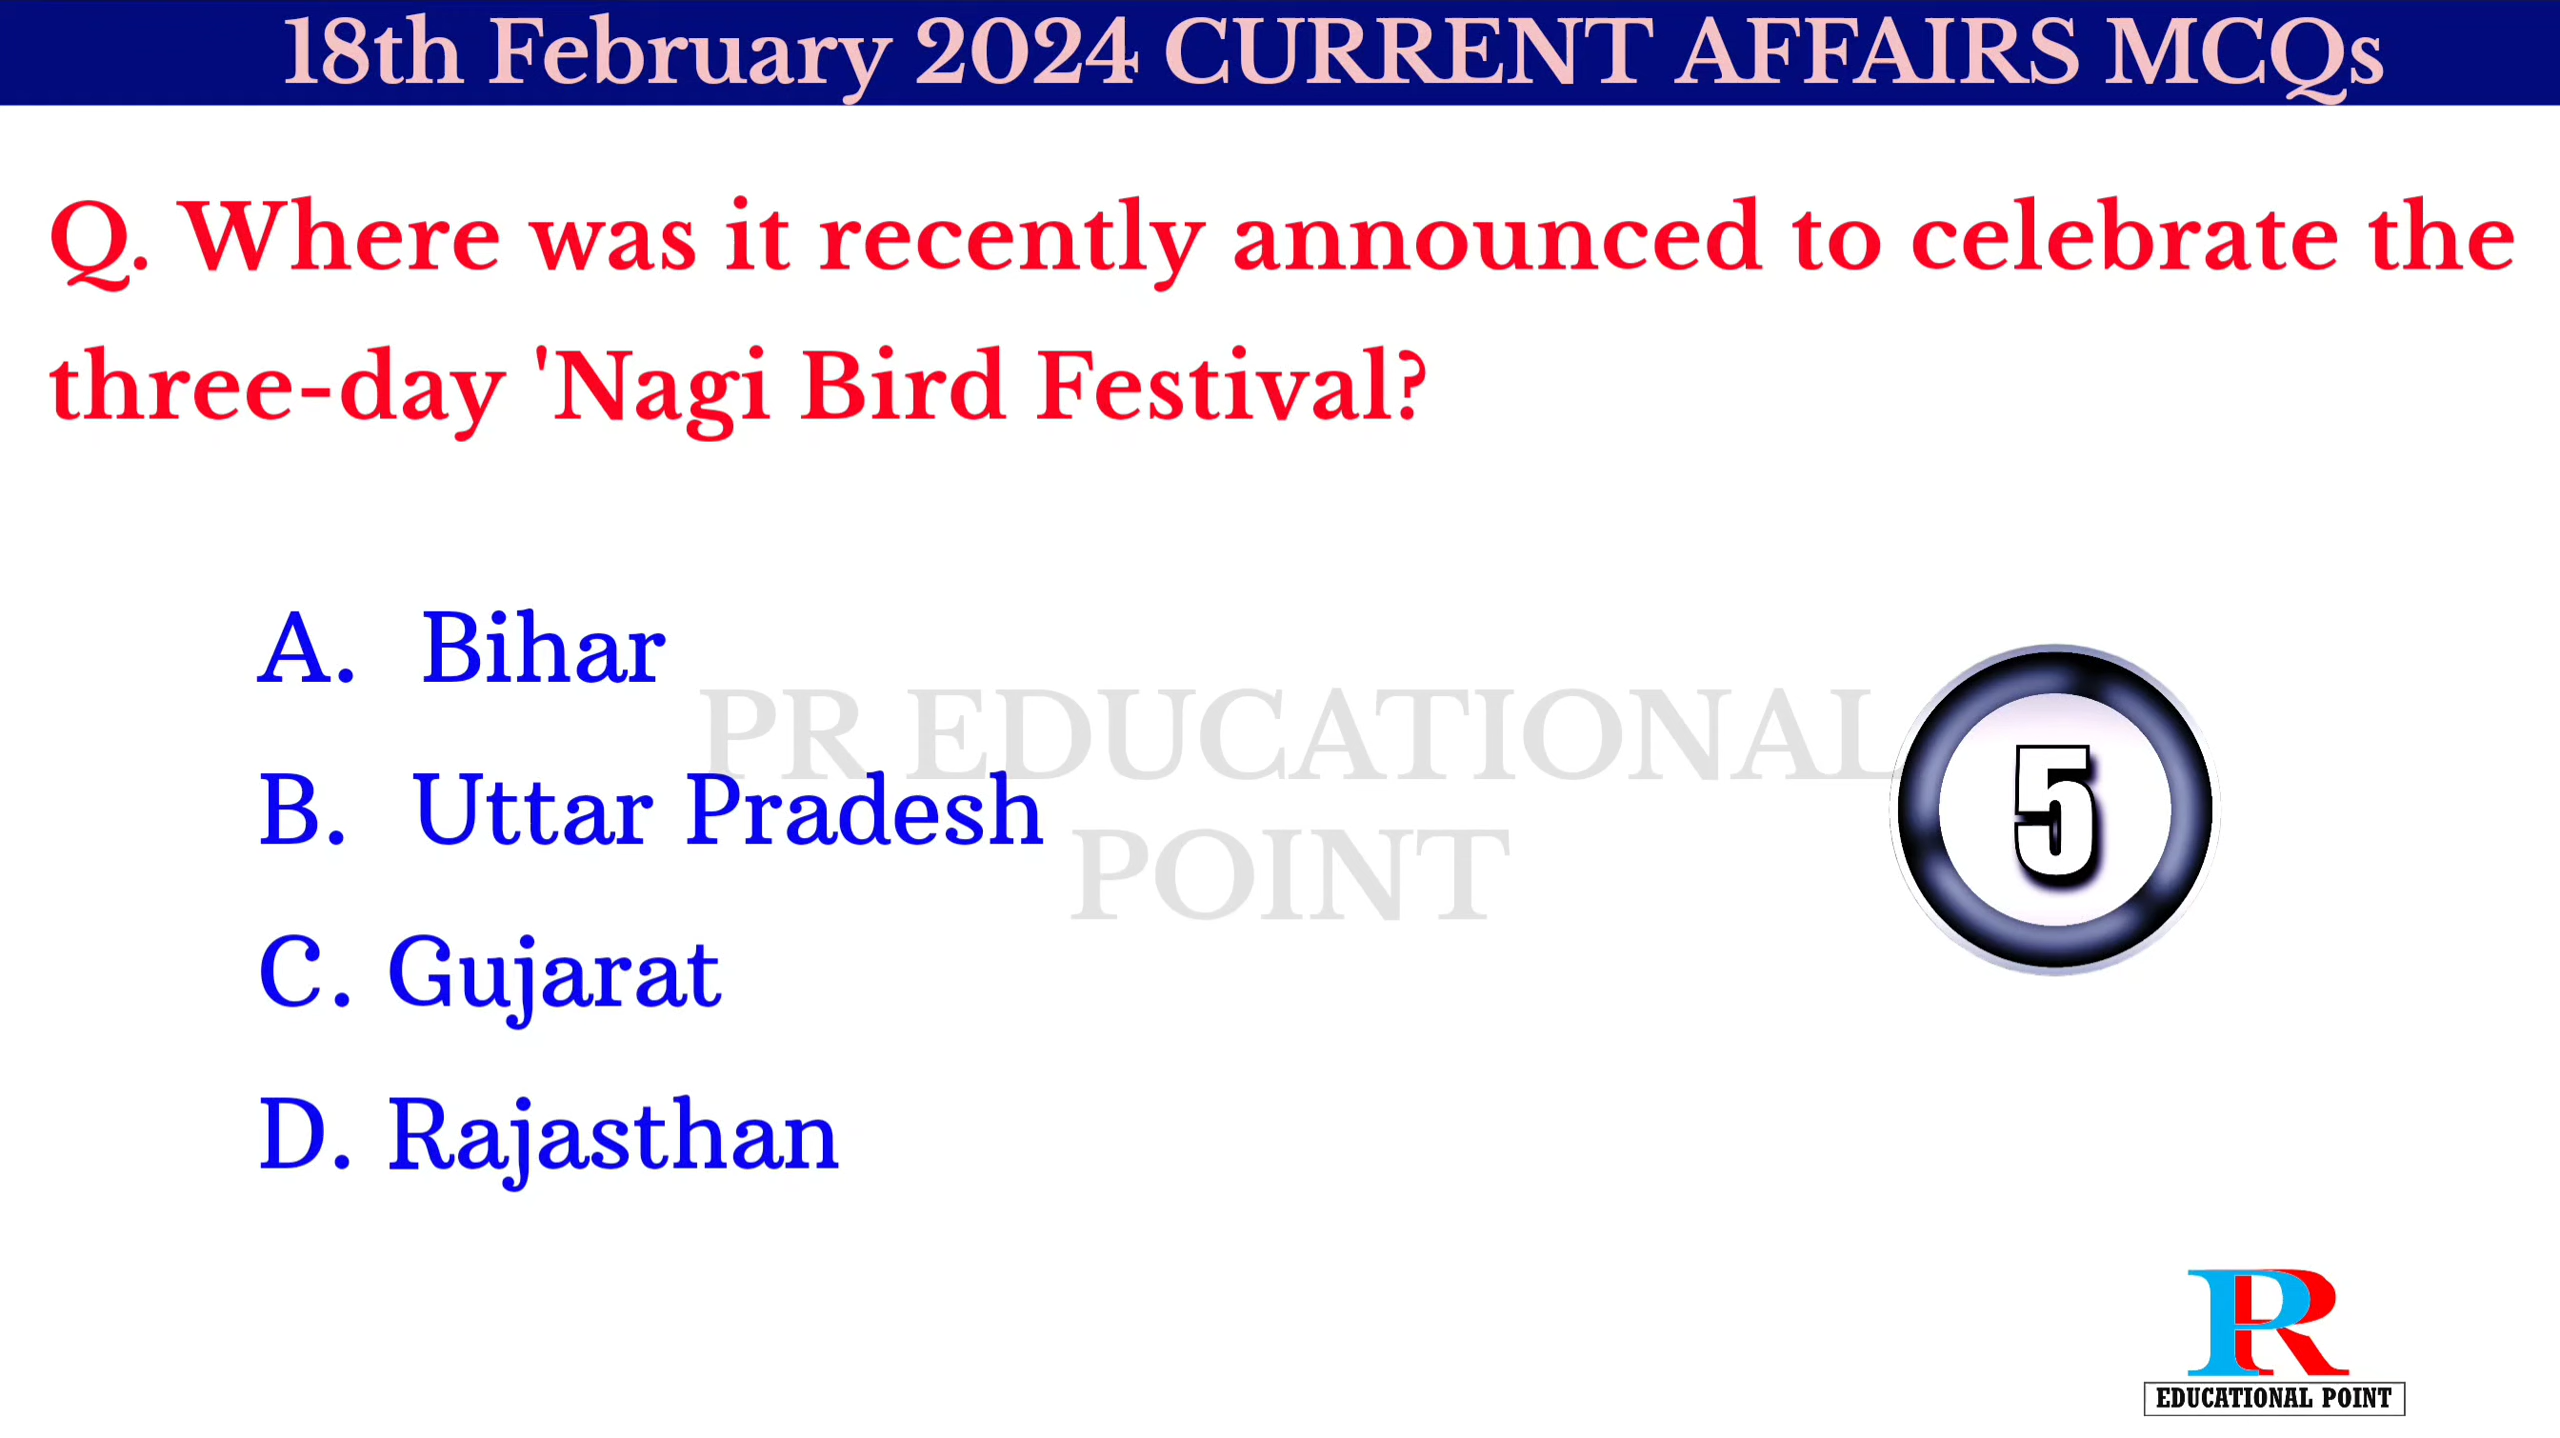 18th February 2024 CURRENT AFFAIRS MCQs
Q. Where was it recently announced to celebrate the
three-day 'Nagi Bird Festival?
A. Bihar
B. Uttar Pradesh
C. Gujarat
D. Rajasthan
PR EDUCATIONAL
POINT
5
PR
EDUCATIONAL POINT